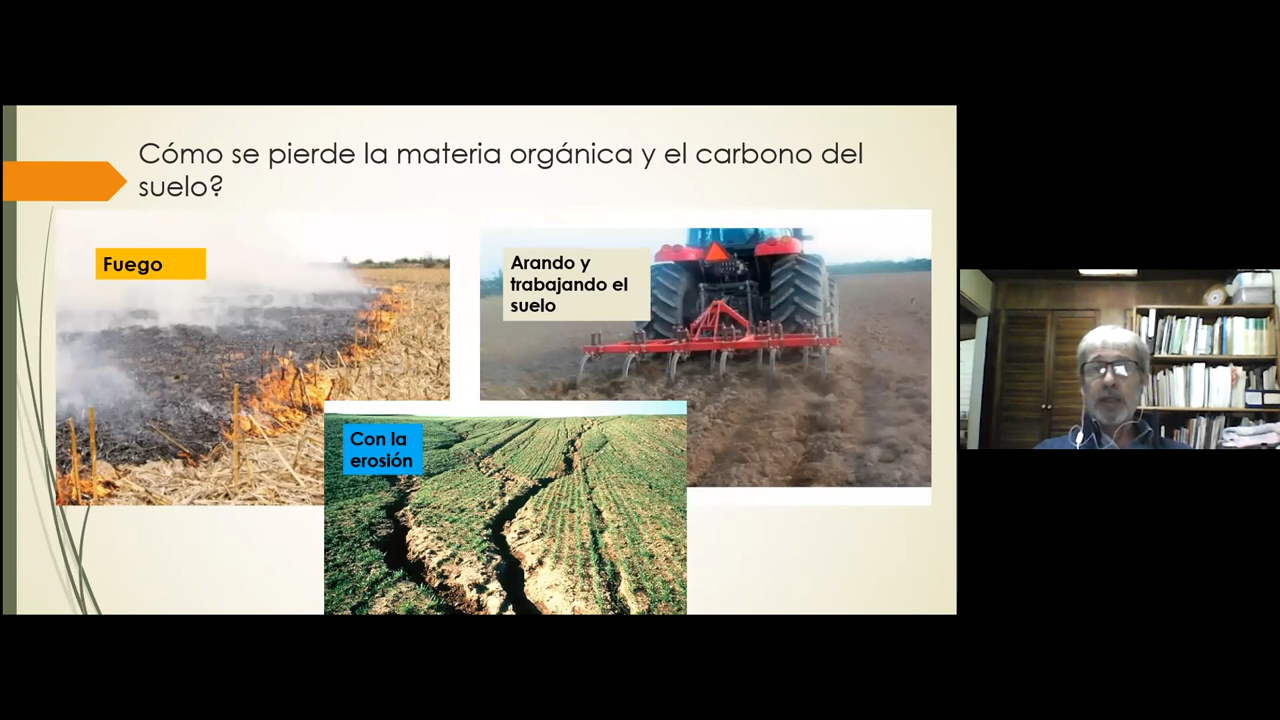 Cómo se pierde la materia orgánica y el carbono del
suelo?
Fuego
Arando y
trabajando el
suelo
Con la
erosión